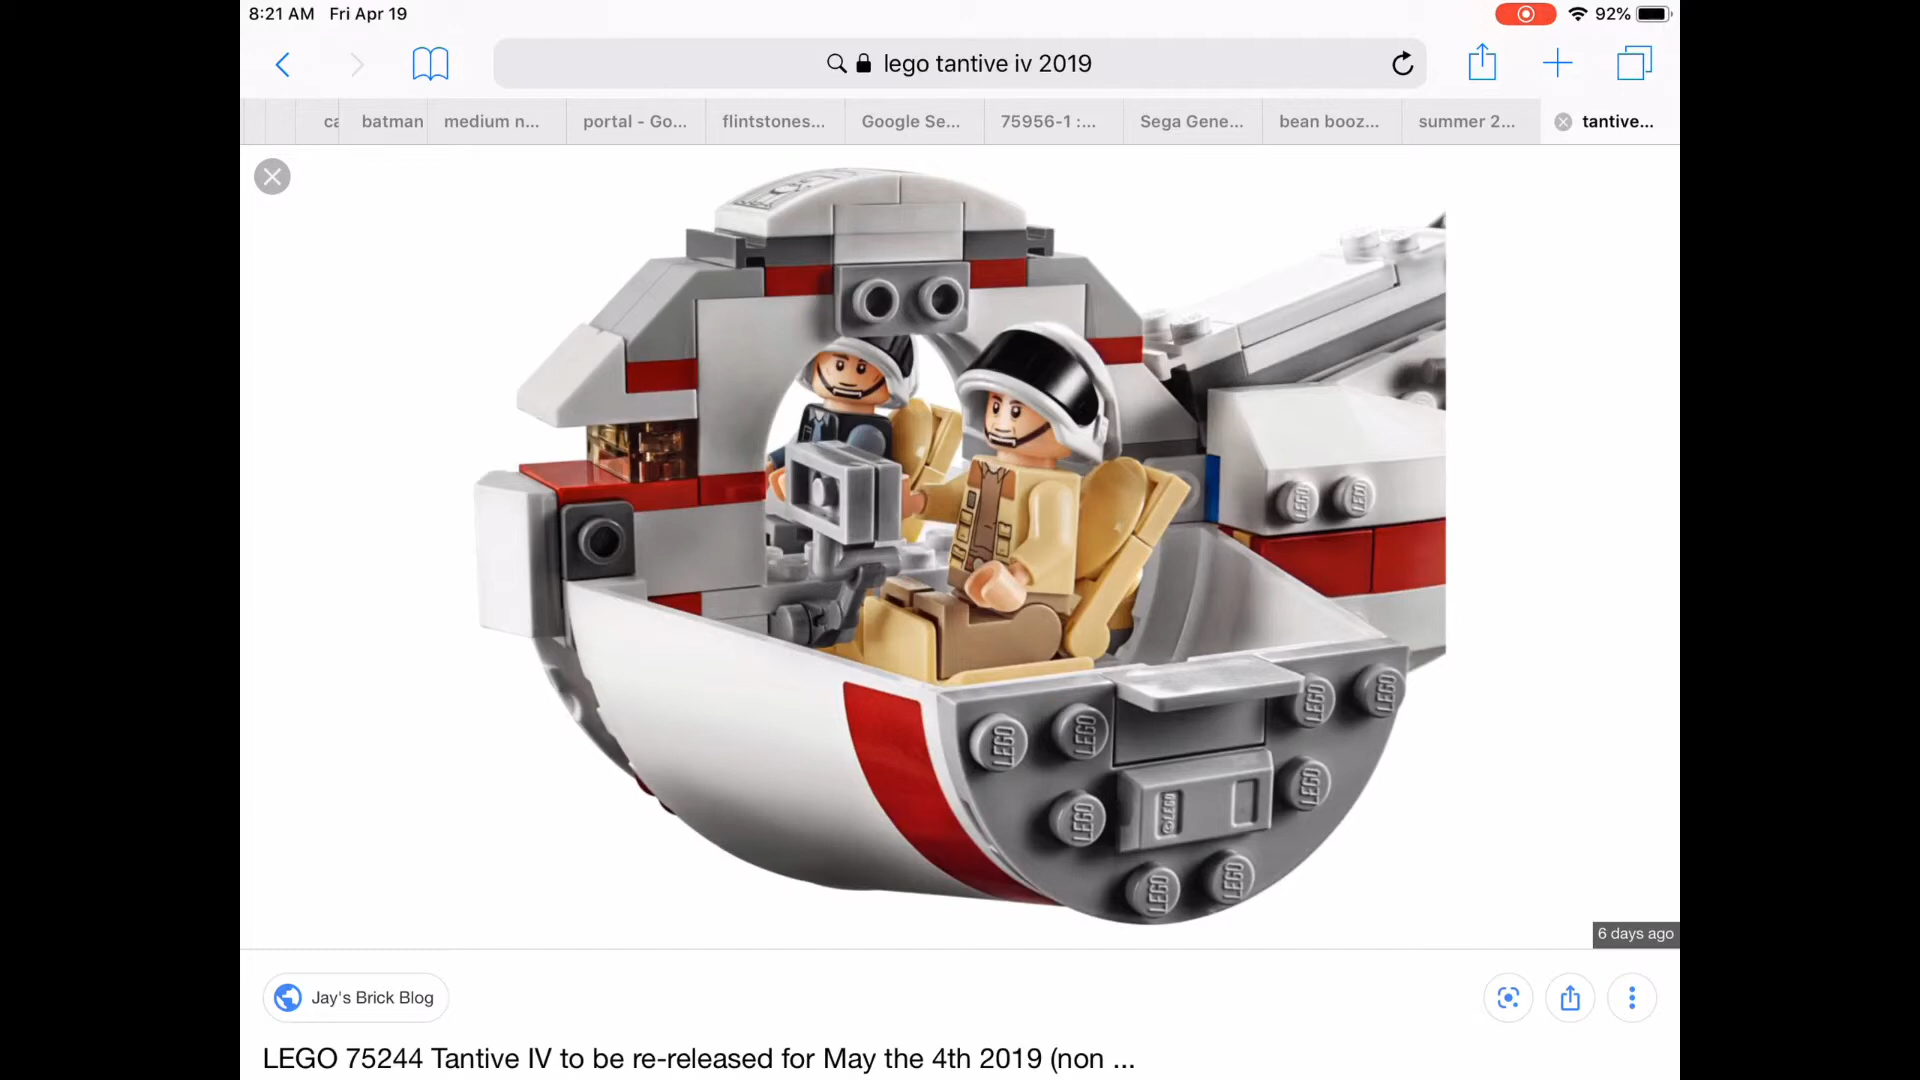 8:21 AM Fri Apr 19
92%
lego tantive iv 2019
ca
batman
medium n...
portal - Go...
flintstones...
Google Se...
75956-1 :...
Sega Gene...
bean booz...
summer 2...
tantive...
LEGO
LEGO
LEGO
LEGO
LEGO
LEGO
LEGO
©LEGO
LEGO
LEGO
LEGO
6 days ago
Jay's Brick Blog
LEGO 75244 Tantive IV to be re-released for May the 4th 2019 (non ...